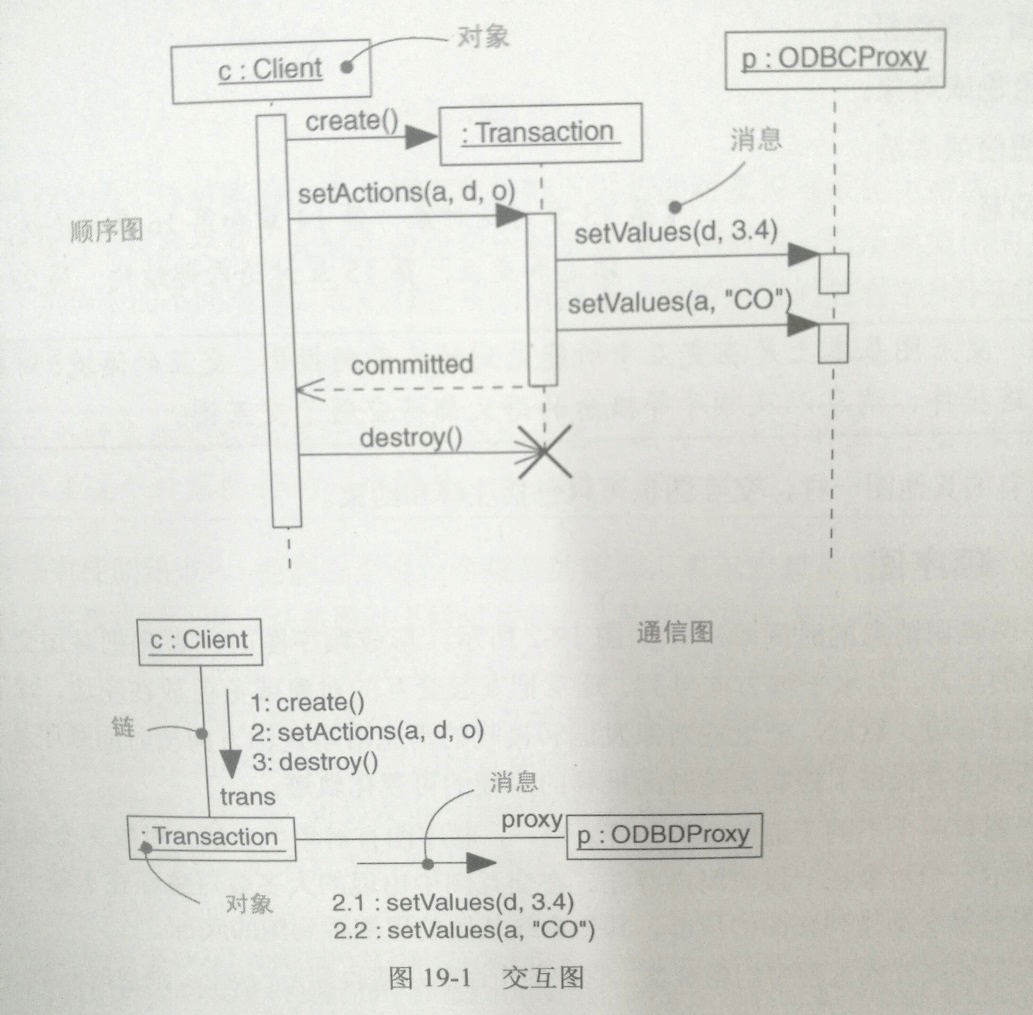 对象
c : Client
p : ODBCProxy
create()
: Transaction
消息
setActions(a, d, o)
顺序图
setValues(d, 3.4)
setValues(a, "CO")
committed
destroy()
通信图
c : Client
1: create()
链
2: setActions(a, d, o)
3: destroy()
消息
trans
proxy
: Transaction
p : ODBDProxy
对象
2.1 : setValues(d, 3.4)
2.2 : setValues(a, "CO")
图 19-1 交互图